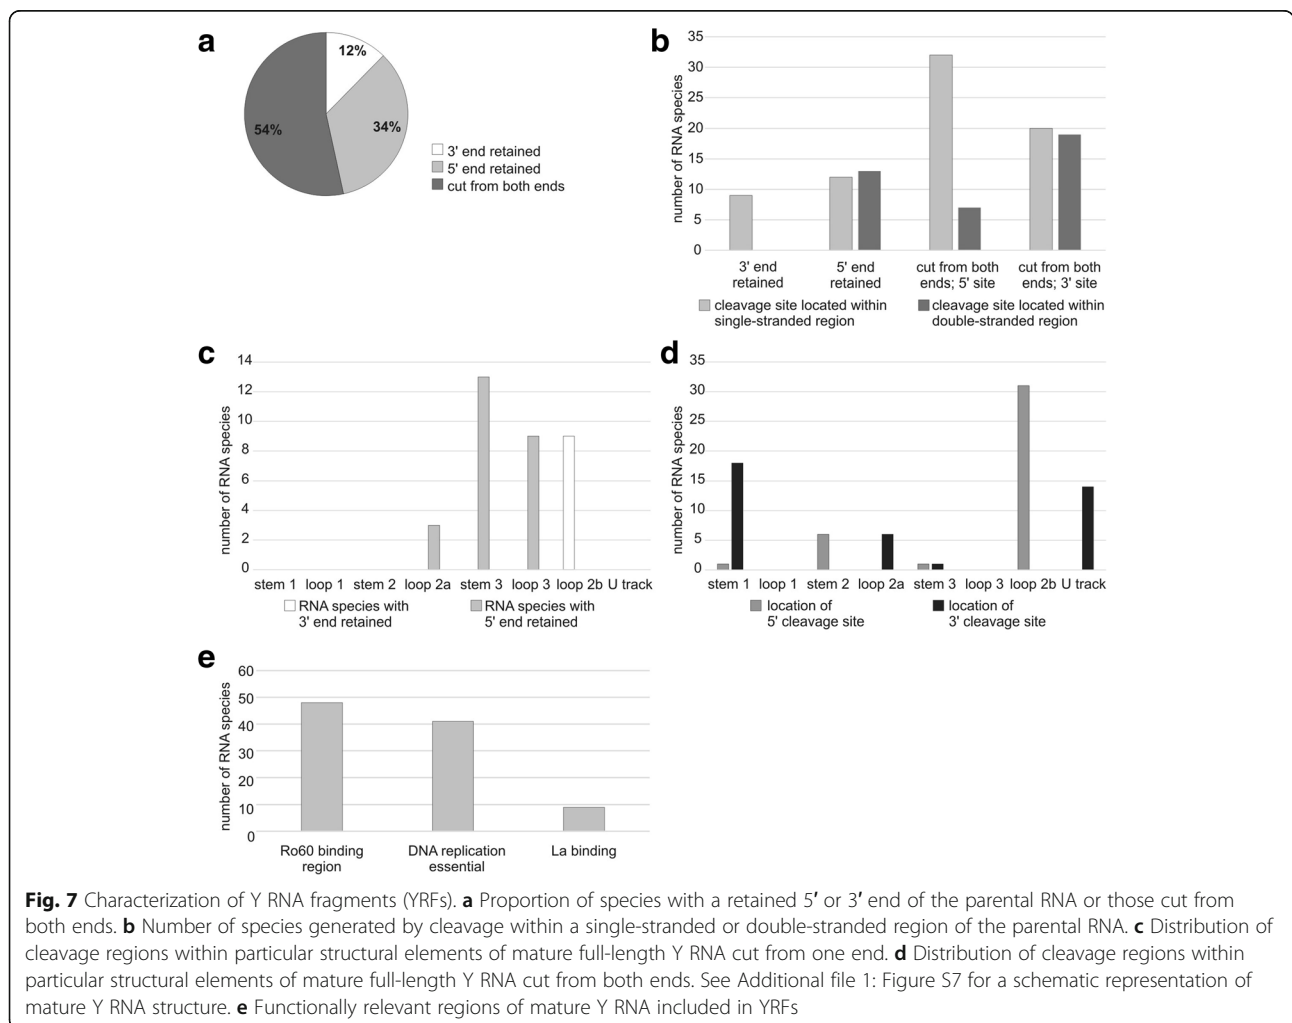 a
12%
34%
54%
3' end retained
5' end retained
cut from both ends
b
number of RNA species
35
30
25
20
15
10
5
0
3' end
retained
5' end
retained
cut from both
ends; 5' site
cut from both
ends; 3' site
cleavage site located within
single-stranded region
cleavage site located within
double-stranded region
c
number of RNA species
14
12
10
8
6
4
2
0
stem 1 loop 1 stem 2 loop 2a stem 3 loop 3 loop 2b U track
RNA species with
3' end retained
RNA species with
5' end retained
d
number of RNA species
35
30
25
20
15
10
5
0
stem 1 loop 1 stem 2 loop 2a stem 3 loop 3 loop 2b U track
location of
5' cleavage site
location of
3' cleavage site
e
number of RNA species
60
50
40
30
20
10
0
Ro60 binding
region
DNA replication
essential
La binding
Fig. 7 Characterization of Y RNA fragments (YRFs). a Proportion of species with a retained 5′ or 3′ end of the parental RNA or those cut from
both ends. b Number of species generated by cleavage within a single-stranded or double-stranded region of the parental RNA. c Distribution of
cleavage regions within particular structural elements of mature full-length Y RNA cut from one end. d Distribution of cleavage regions within
particular structural elements of mature full-length Y RNA cut from both ends. See Additional file 1: Figure S7 for a schematic representation of
mature Y RNA structure. e Functionally relevant regions of mature Y RNA included in YRFs